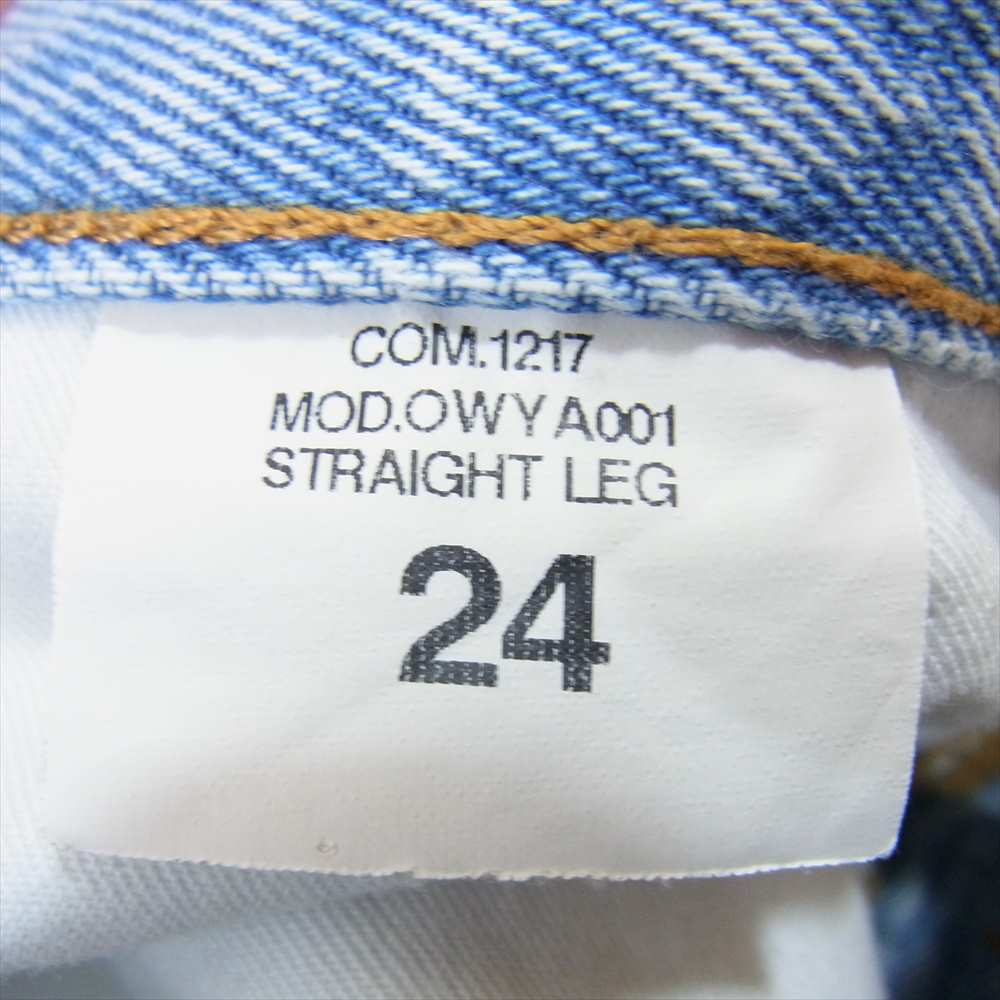 COM.1217
MOD.OWYA001
STRAIGHT LEG
24